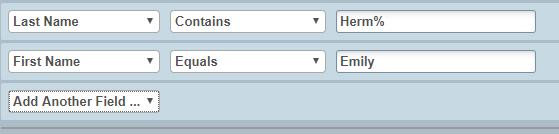 Last Name Contains Herm%
First Name Equals Emily
Add Another Field ...